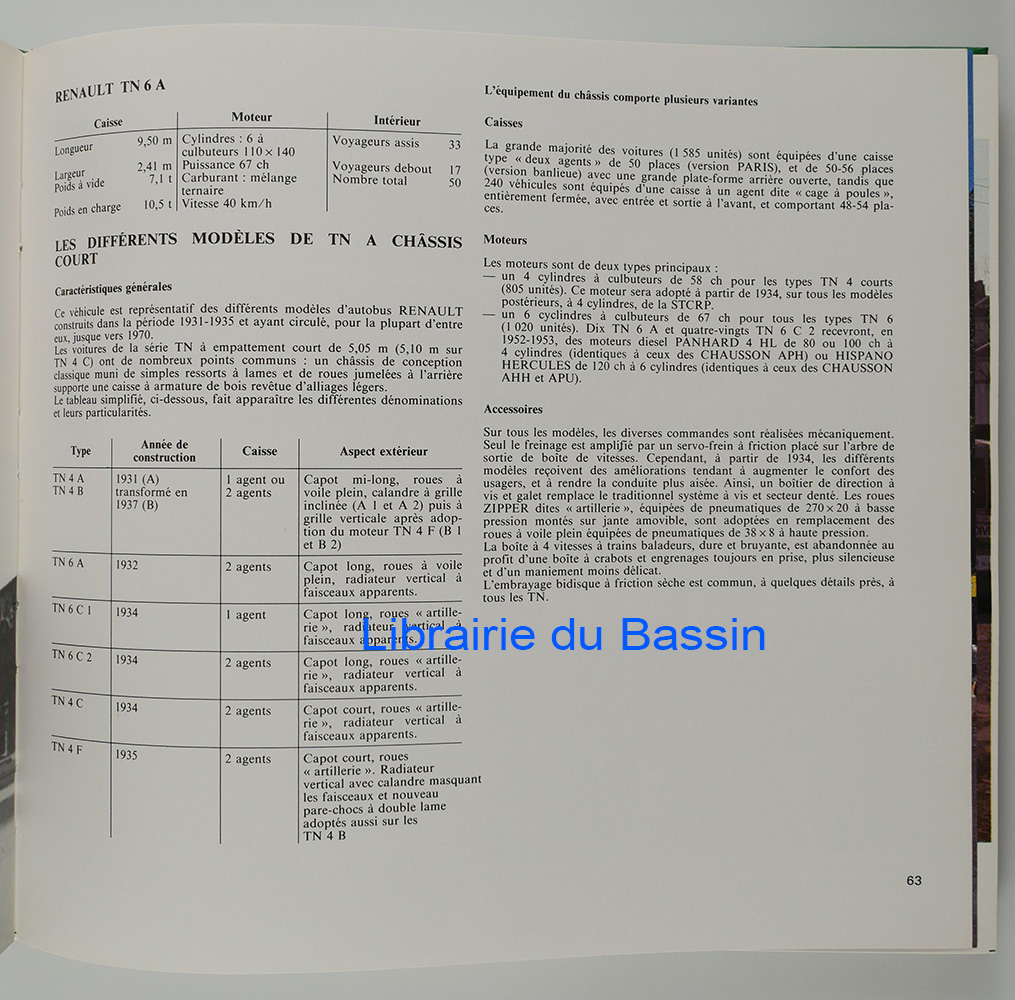 RENAULT TN 6 A
Caisse | Moteur | Intérieur
Longueur 9,50 m | Cylindres : 6 à | Voyageurs assis 33
culbuteurs 110 × 140
Largeur 2,41 m | Puissance 67 ch | Voyageurs debout 17
Poids à vide 7,1 t | Carburant : mélange | Nombre total 50
ternaire
Poids en charge 10,5 t | Vitesse 40 km/h
LES DIFFÉRENTS MODÈLES DE TN A CHÂSSIS
COURT
Caractéristiques générales
Ce véhicule est représentatif des différents modèles d'autobus RENAULT
construits dans la période 1931-1935 et ayant circulé, pour la plupart d'entre
eux, jusque vers 1970.
Les voitures de la série TN à empattement court de 5,05 m (5,10 m sur
TN 4 C) ont de nombreux points communs : un châssis de conception
classique muni de simples ressorts à lames et de roues jumelées à l'arrière
supporte une caisse à armature de bois revêtue d'alliages légers.
Le tableau simplifié, ci-dessous, fait apparaître les différentes dénominations
et leurs particularités.
Type | Année de | Caisse | Aspect extérieur
construction
TN 4 A | 1931 (A) | 1 agent ou | Capot mi-long, roues à
TN 4 B | transformé en | 2 agents | voile plein, calandre à grille
1937 (B) | inclinée (A 1 et A 2) puis à
grille verticale après adop-
tion du moteur TN 4 F (B 1
et B 2)
TN 6 A | 1932 | 2 agents | Capot long, roues à voile
plein, radiateur vertical à
faisceaux apparents.
TN 6 C 1 | 1934 | 1 agent | Capot long, roues « artille-
rie », radiateur vertical à
faisceaux apparents.
TN 6 C 2 | 1934 | 2 agents | Capot long, roues « artille-
rie », radiateur vertical à
faisceaux apparents.
TN 4 C | 1934 | 2 agents | Capot court, roues « artille-
rie », radiateur vertical à
faisceaux apparents.
TN 4 F | 1935 | 2 agents | Capot court, roues
« artillerie ». Radiateur
vertical avec calandre masquant
les faisceaux et nouveau
pare-chocs à double lame
adoptés aussi sur les
TN 4 B
L'équipement du châssis comporte plusieurs variantes
Caisses
La grande majorité des voitures (1 585 unités) sont équipées d'une caisse
type « deux agents » de 50 places (version PARIS), et de 50-56 places
(version banlieue) avec une grande plate-forme arrière ouverte, tandis que
240 véhicules sont équipés d'une caisse à un agent dite « cage à poules »,
entièrement fermée, avec entrée et sortie à l'avant, et comportant 48-54 pla-
ces.
Moteurs
Les moteurs sont de deux types principaux :
— un 4 cylindres à culbuteurs de 58 ch pour les types TN 4 courts
(805 unités). Ce moteur sera adopté à partir de 1934, sur tous les modèles
postérieurs, à 4 cylindres, de la STCRP.
— un 6 cyclindres à culbuteurs de 67 ch pour tous les types TN 6
(1 020 unités). Dix TN 6 A et quatre-vingts TN 6 C 2 recevront, en
1952-1953, des moteurs diesel PANHARD 4 HL de 80 ou 100 ch à
4 cylindres (identiques à ceux des CHAUSSON APH) ou HISPANO
HERCULES de 120 ch à 6 cylindres (identiques à ceux des CHAUSSON
AHH et APU).
Accessoires
Sur tous les modèles, les diverses commandes sont réalisées mécaniquement.
Seul le freinage est amplifié par un servo-frein à friction placé sur l'arbre de
sortie de boîte de vitesses. Cependant, à partir de 1934, les différents
modèles reçoivent des améliorations tendant à augmenter le confort des
usagers, et à rendre la conduite plus aisée. Ainsi, un boîtier de direction à
vis et galet remplace le traditionnel système à vis et secteur denté. Les roues
ZIPPER dites « artillerie », équipées de pneumatiques de 270 × 20 à basse
pression montés sur jante amovible, sont adoptées en remplacement des
roues à voile plein équipées de pneumatiques de 38 × 8 à haute pression.
La boîte à 4 vitesses à trains baladeurs, dure et bruyante, est abandonnée au
profit d'une boîte à crabots et engrenages toujours en prise, plus silencieuse
et d'un maniement moins délicat.
L'embrayage bidisque à friction sèche est commun, à quelques détails près, à
tous les TN.
Librairie du Bassin
63